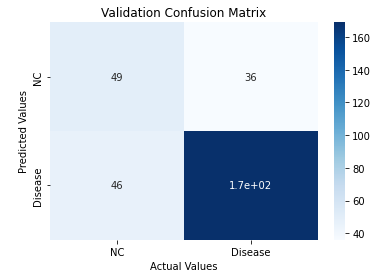 Validation Confusion Matrix
Predicted Values
NC
49
36
Disease
46
1.7e+02
NC
Disease
Actual Values
160
140
120
100
80
60
40